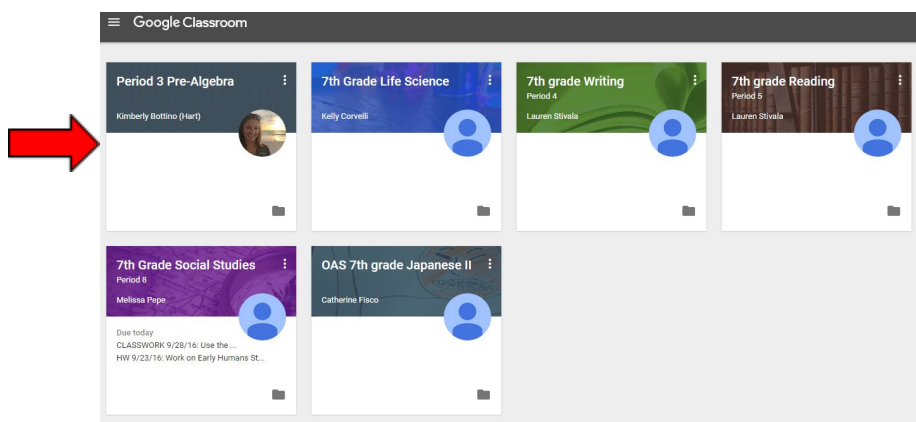 Google Classroom
Period 3 Pre-Algebra
Kimberly Bottino (Hart)
7th Grade Life Science
Kelly Corvelli
7th grade Writing
Period 4
Lauren Stivala
7th grade Reading
Period 5
Lauren Stivala
7th Grade Social Studies
Period 8
Melissa Pepe
Due today
CLASSWORK 9/28/16: Use the ...
HW 9/23/16: Work on Early Humans St...
OAS 7th grade Japanese II
Catherine Fisco